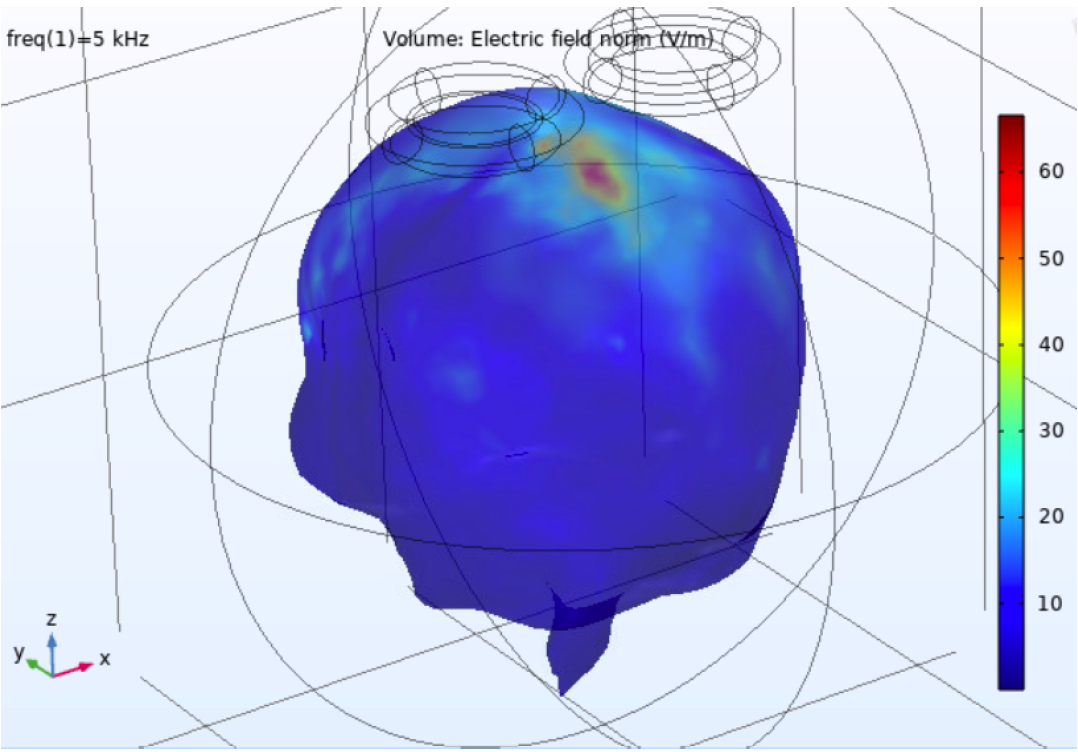 freq(1)=5 kHz
Volume: Electric field norm (V/m)
60
50
40
30
20
10
z
y
x